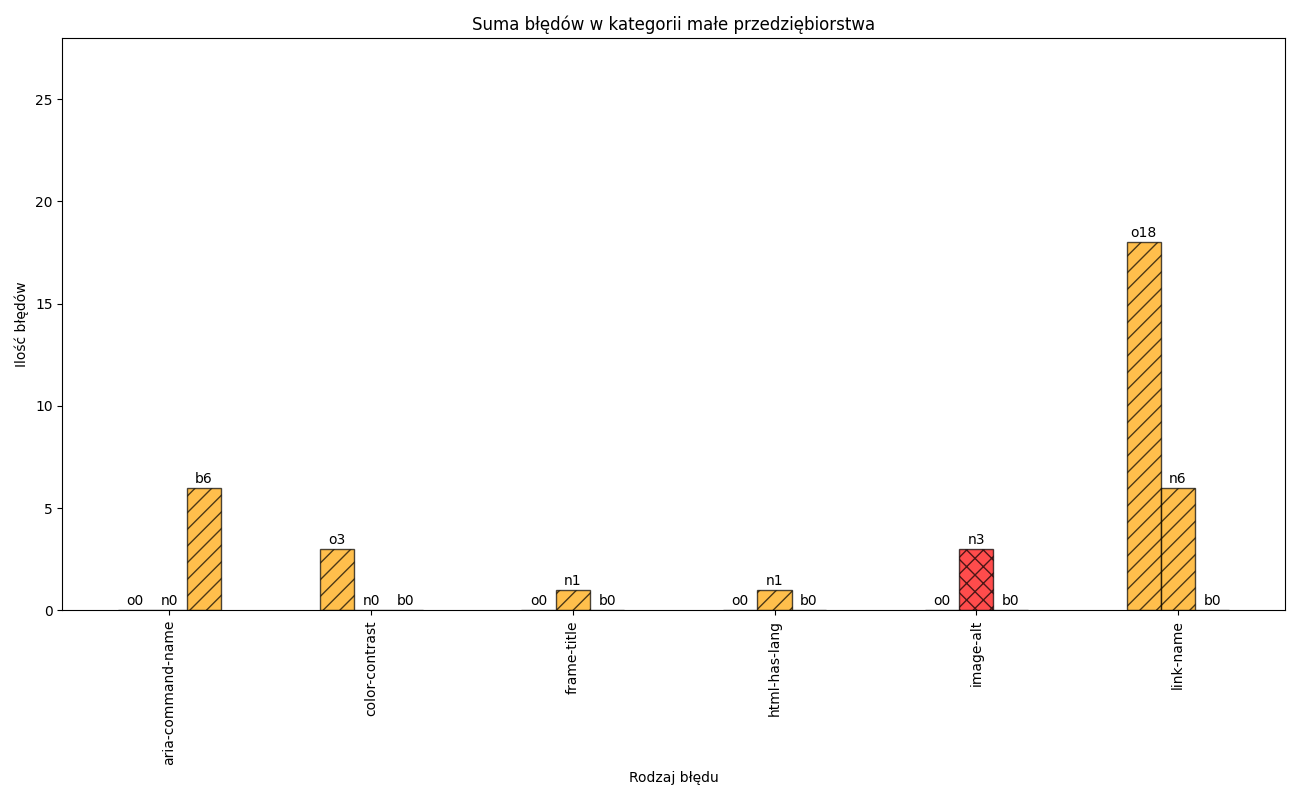 Suma błędów w kategorii małe przedziębiorstwa
Ilość błędów
25
20
15
10
5
0
o0 n0 b6
o3 n0 b0
o0 n1 b0
o0 n1 b0
o0 n3 b0
o18 n6 b0
aria-command-name
color-contrast
frame-title
html-has-lang
image-alt
link-name
Rodzaj błędu